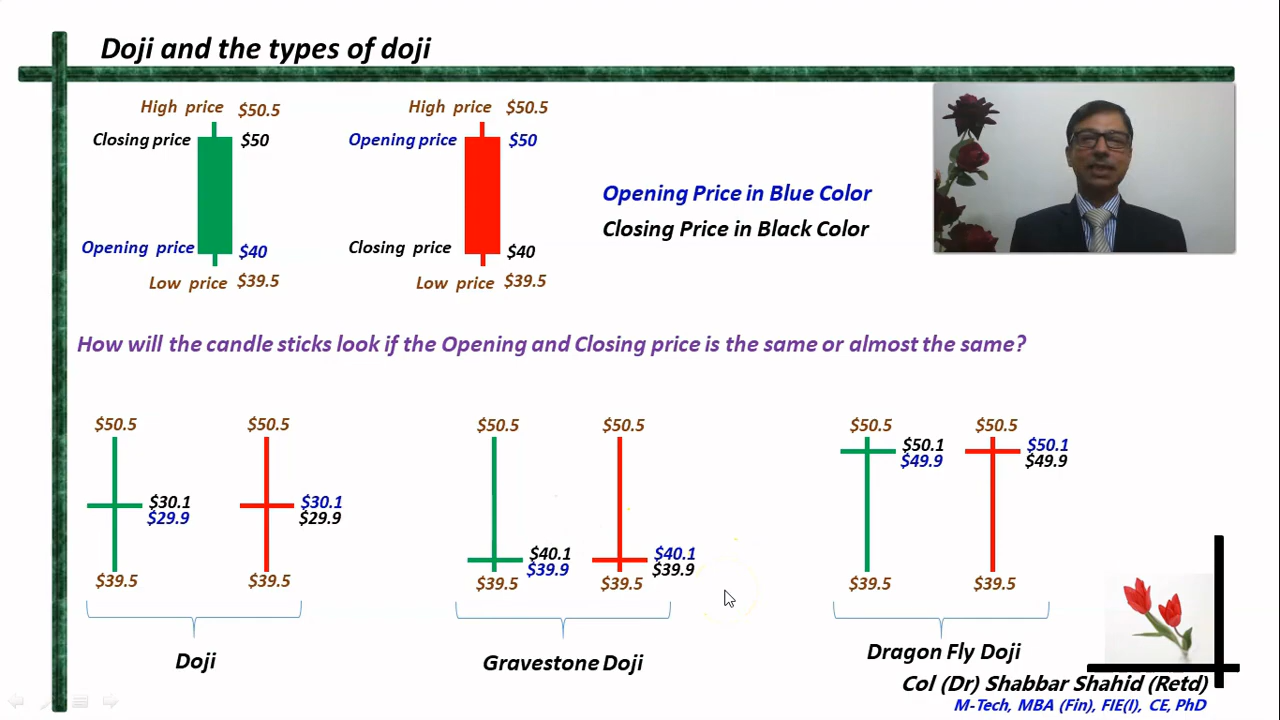 Doji and the types of doji
High price $50.5
Closing price $50
Opening price $40
Low price $39.5
High price $50.5
Opening price $50
Closing price $40
Low price $39.5
Opening Price in Blue Color
Closing Price in Black Color
How will the candle sticks look if the Opening and Closing price is the same or almost the same?
$50.5
$30.1
$29.9
$39.5
$50.5
$30.1
$29.9
$39.5
Doji
$50.5
$40.1
$39.9
$39.5
$50.5
$40.1
$39.9
$39.5
Gravestone Doji
$50.5
$50.1
$49.9
$39.5
$50.5
$50.1
$49.9
$39.5
Dragon Fly Doji
Col (Dr) Shabbar Shahid (Retd)
M-Tech, MBA (Fin), FIE(I), CE, PhD